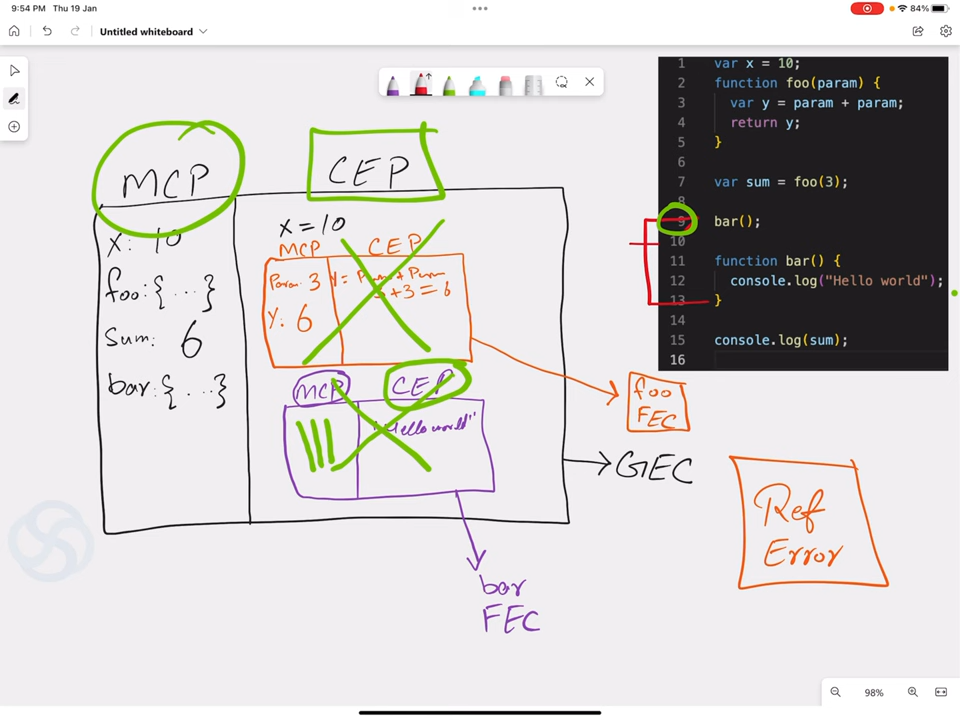 9:54 PM Thu 19 Jan
84%
Untitled whiteboard
MCP
CEP
x: 10
foo:{ ... }
Sum: 6
bar:{ ... }
x = 10
MCP CEP
Param: 3
Y: 6
Y= Param + Param
3+3 = 6
MCP CEP
"Hello world"
foo
FEC
GEC
bar
FEC
Ref
Error
1 var x = 10;
2 function foo(param) {
3 var y = param + param;
4 return y;
5 }
6
7 var sum = foo(3);
8
9 bar();
10
11 function bar() {
12 console.log("Hello world");
13 }
14
15 console.log(sum);
16
98%